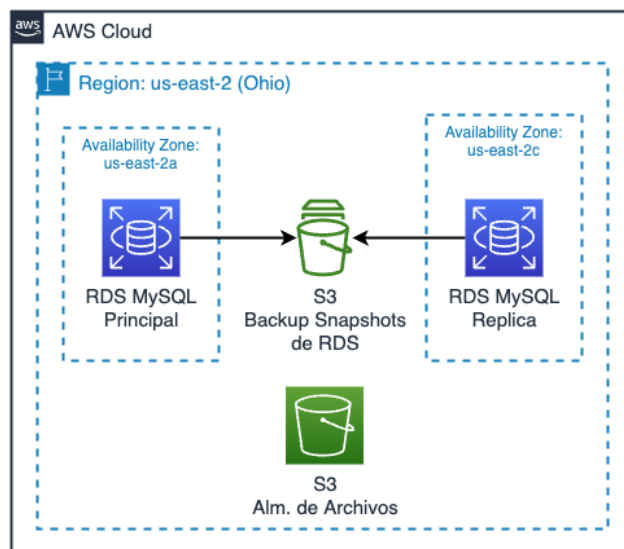 aws
AWS Cloud
Region: us-east-2 (Ohio)
Availability Zone:
us-east-2a
Availability Zone:
us-east-2c
RDS MySQL
Principal
S3
Backup Snapshots
de RDS
RDS MySQL
Replica
S3
Alm. de Archivos